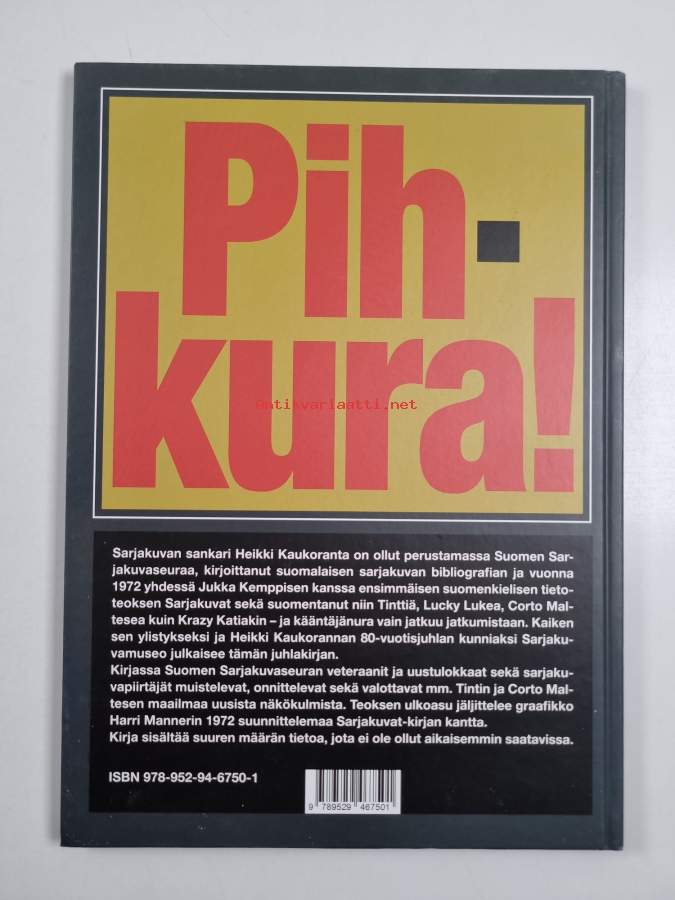 Pih-
kura!
Antikvariaatti.net
Sarjakuvan sankari Heikki Kaukoranta on ollut perustamassa Suomen Sar-
jakuvaseuraa, kirjoittanut suomalaisen sarjakuvan bibliografian ja vuonna
1972 yhdessä Jukka Kemppisen kanssa ensimmäisen suomenkielisen tieto-
teoksen Sarjakuvat sekä suomentanut niin Tinttiä, Lucky Lukea, Corto Mal-
tesea kuin Krazy Katiakin – ja kääntäjänura vain jatkuu jatkumistaan. Kaiken
sen ylistykseksi ja Heikki Kaukorannan 80-vuotisjuhlan kunniaksi Sarjaku-
vamuseo julkaisee tämän juhlakirjan.
Kirjassa Suomen Sarjakuvaseuran veteraanit ja uustulokkaat sekä sarjaku-
vapiirtäjät muistelevat, onnittelevat sekä valottavat mm. Tintin ja Corto Mal-
tesen maailmaa uusista näkökulmista. Teoksen ulkoasu jäljittelee graafikko
Harri Mannerin 1972 suunnittelemaa Sarjakuvat-kirjan kantta.
Kirja sisältää suuren määrän tietoa, jota ei ole ollut aikaisemmin saatavissa.
ISBN 978-952-94-6750-1
9 789529 467501